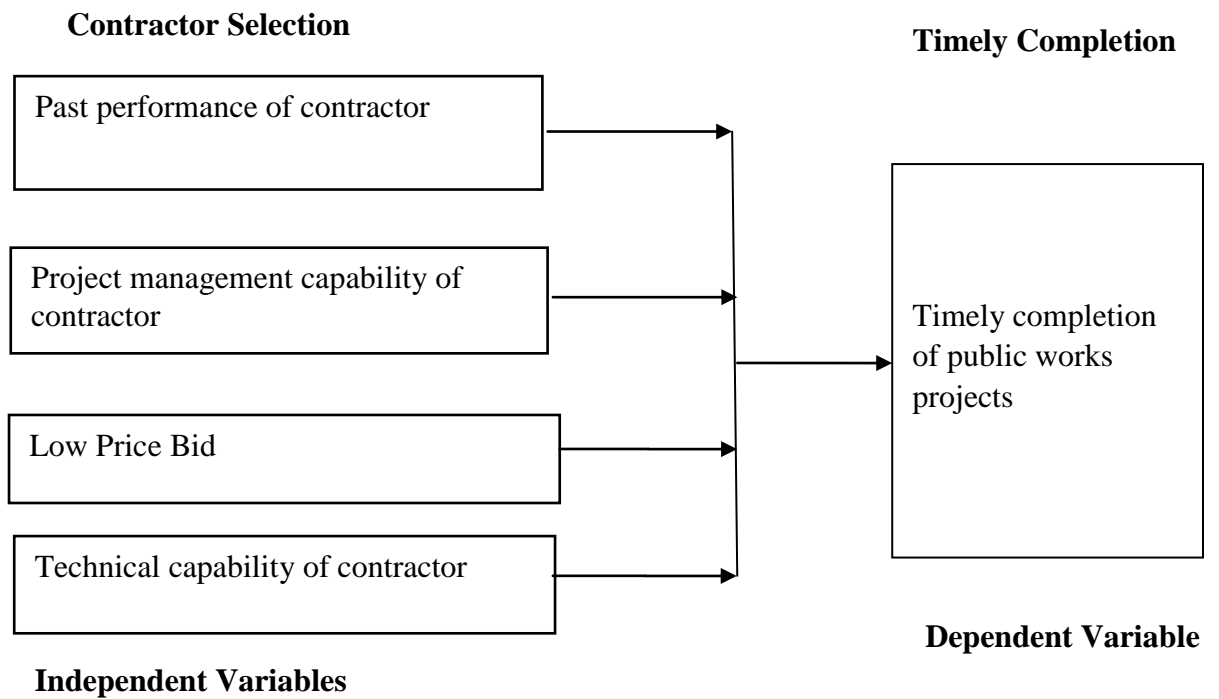 Contractor Selection
Timely Completion
Past performance of contractor
Project management capability of
contractor
Low Price Bid
Technical capability of contractor
Timely completion
of public works
projects
Dependent Variable
Independent Variables